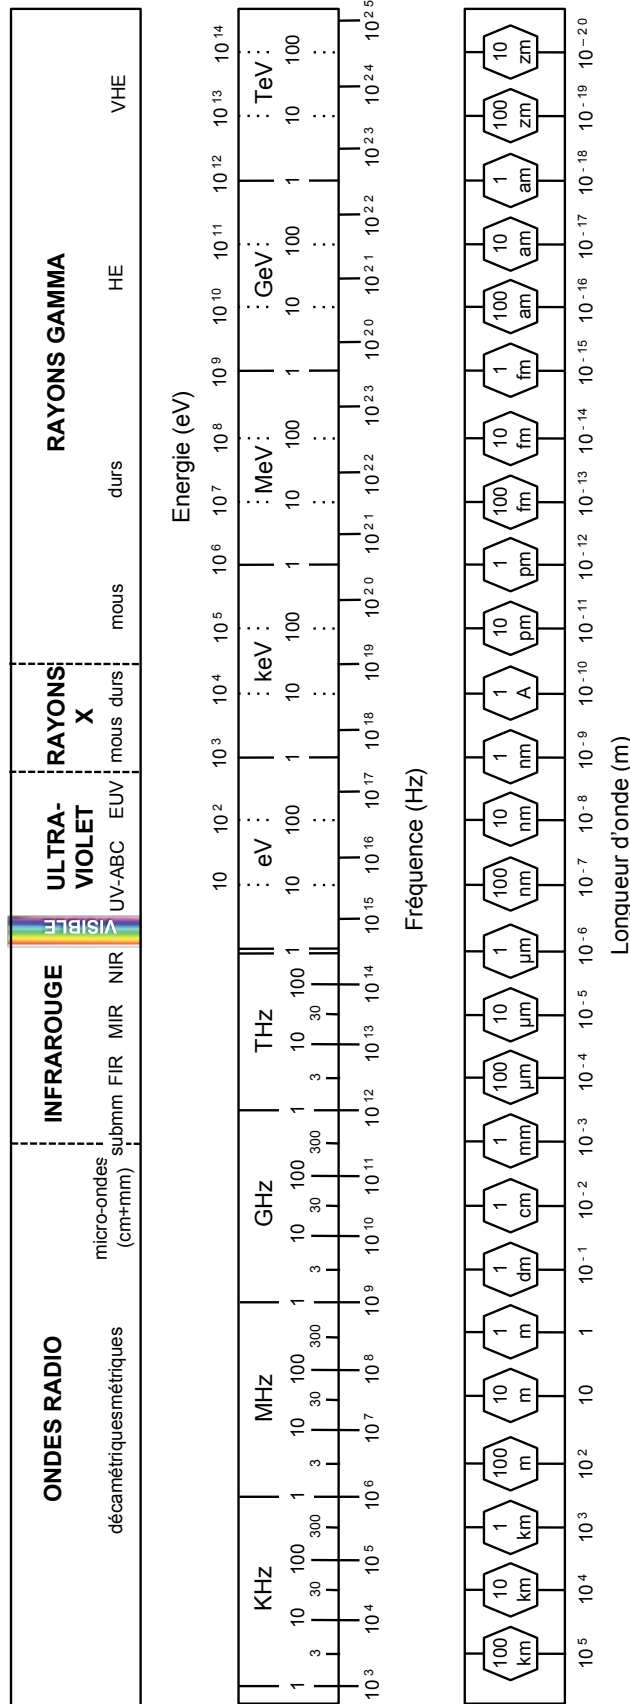 ONDES RADIO INFRAROUGE VISIBLE ULTRA- RAYONS RAYONS GAMMA
VIOLET X
décamétriquesmétriques micro-ondes submm FIR MIR NIR UV-ABC EUV mous durs mous durs HE VHE
(cm+mm)
Energie (eV)
10 10² 10³ 10⁴ 10⁵ 10⁶ 10⁷ 10⁸ 10⁹ 10¹⁰ 10¹¹ 10¹² 10¹³ 10¹⁴
KHz MHz GHz THz eV keV MeV GeV TeV
1 10 100 1 10 100 1 10 100 1 10 100 1 10 100 1 10 100 1 10 100 1 10 100 1 10 100
3 30 300 3 30 300 3 30 300 3 30
10³ 10⁴ 10⁵ 10⁶ 10⁷ 10⁸ 10⁹ 10¹⁰ 10¹¹ 10¹² 10¹³ 10¹⁴ 10¹⁵ 10¹⁶ 10¹⁷ 10¹⁸ 10¹⁹ 10²⁰ 10²¹ 10²² 10²³ 10²⁰ 10²¹ 10²² 10²³ 10²⁴ 10²⁵
Fréquence (Hz)
100 10 1 100 10 1 1 1 1 100 10 1 100 10 1 1 10 1 100 10 1 100 10 1 100 10
km km km m m m dm cm mm µm µm µm nm nm nm A pm pm fm fm fm am am am zm zm
10⁵ 10⁴ 10³ 10² 10 1 10⁻¹ 10⁻² 10⁻³ 10⁻⁴ 10⁻⁵ 10⁻⁶ 10⁻⁷ 10⁻⁸ 10⁻⁹ 10⁻¹⁰ 10⁻¹¹ 10⁻¹² 10⁻¹³ 10⁻¹⁴ 10⁻¹⁵ 10⁻¹⁶ 10⁻¹⁷ 10⁻¹⁸ 10⁻¹⁹ 10⁻²⁰
Longueur d'onde (m)